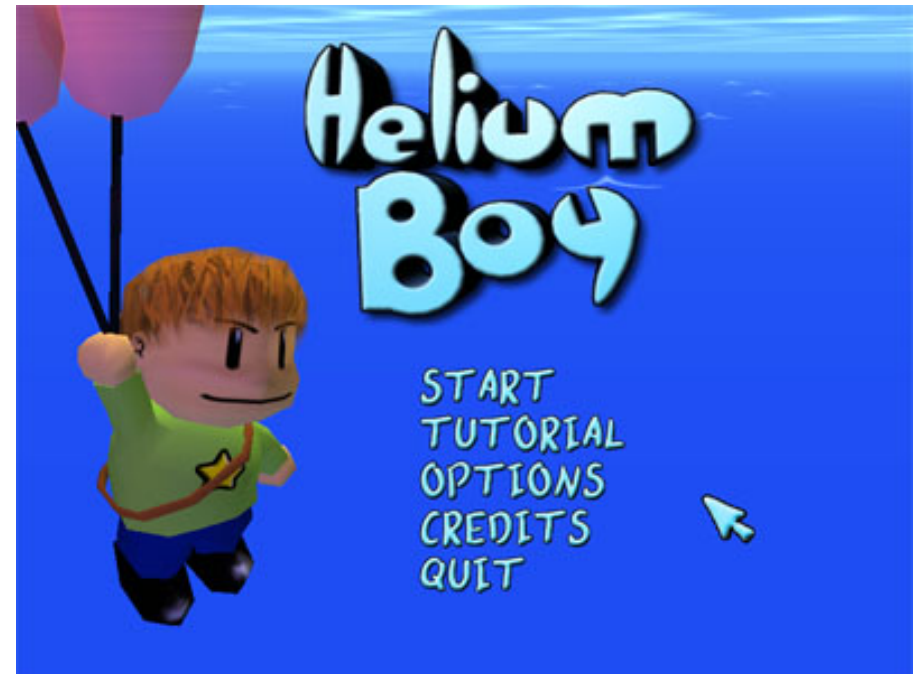 Helium
Boy
START
TUTORIAL
OPTIONS
CREDITS
QUIT